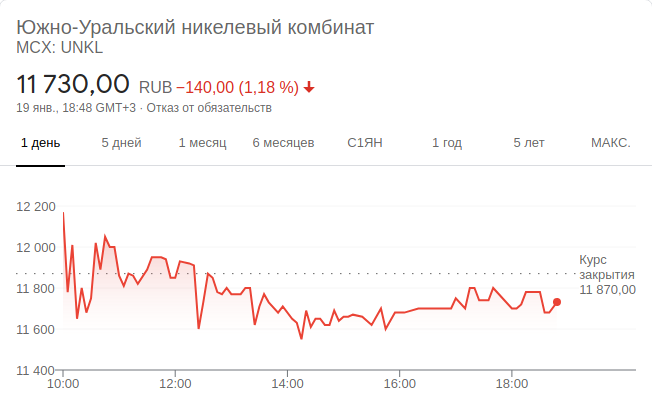 Южно-Уральский никелевый комбинат
MCX: UNKL
11 730,00 RUB −140,00 (1,18 %)
19 янв., 18:48 GMT+3 · Отказ от обязательств
1 день 5 дней 1 месяц 6 месяцев С1ЯН 1 год 5 лет МАКС.
12 200
12 000
Курс
закрытия
11 870,00
11 800
11 600
11 400
10:00 12:00 14:00 16:00 18:00